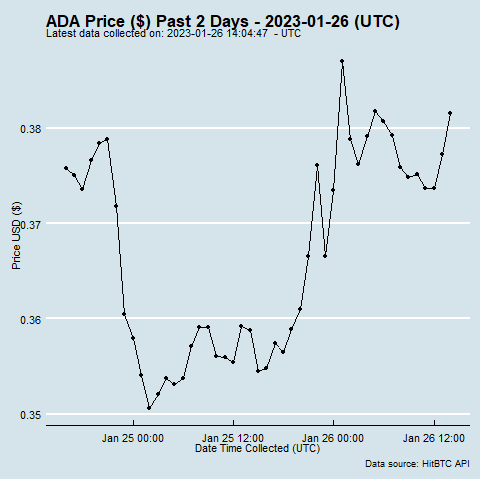 ADA Price ($) Past 2 Days - 2023-01-26 (UTC)
Latest data collected on: 2023-01-26 14:04:47 - UTC
Price USD ($)
0.38
0.37
0.36
0.35
Jan 25 00:00
Jan 25 12:00
Jan 26 00:00
Jan 26 12:00
Date Time Collected (UTC)
Data source: HitBTC API